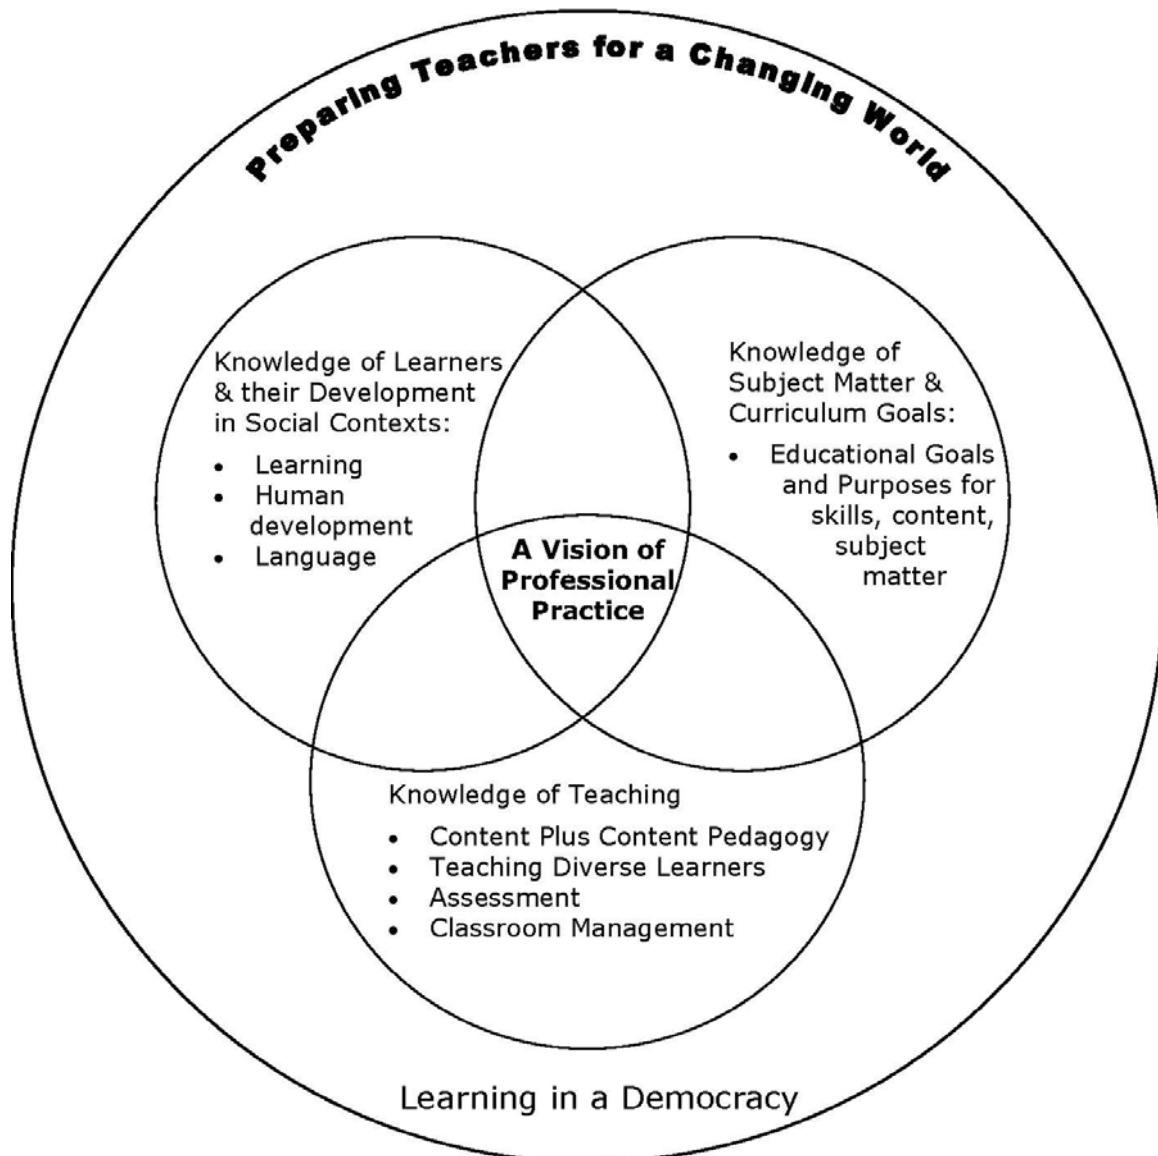 Preparing Teachers for a Changing World
Knowledge of Learners
& their Development
in Social Contexts:
• Learning
• Human
development
• Language
Knowledge of
Subject Matter &
Curriculum Goals:
• Educational Goals
and Purposes for
skills, content,
subject
matter
A Vision of
Professional
Practice
Knowledge of Teaching
• Content Plus Content Pedagogy
• Teaching Diverse Learners
• Assessment
• Classroom Management
Learning in a Democracy